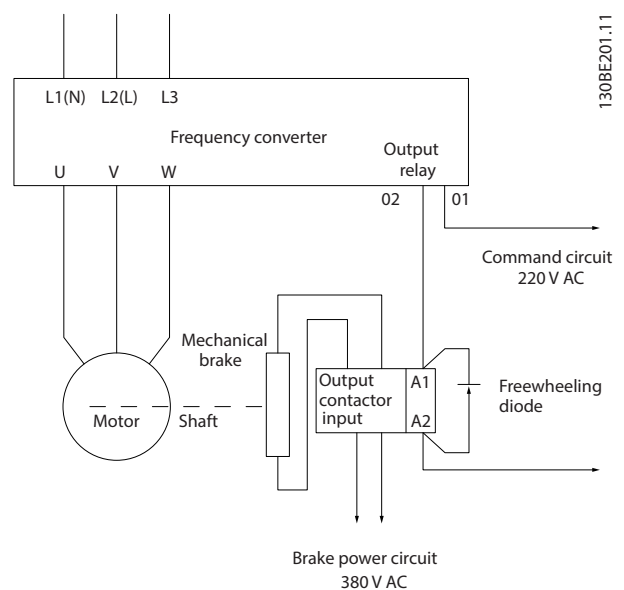 130BE201.11
L1(N) L2(L) L3
Frequency converter
Output
relay
U V W
02 01
Command circuit
220 V AC
Mechanical
brake
Output
contactor
input
A1
A2
Freewheeling
diode
Motor
Shaft
Brake power circuit
380 V AC